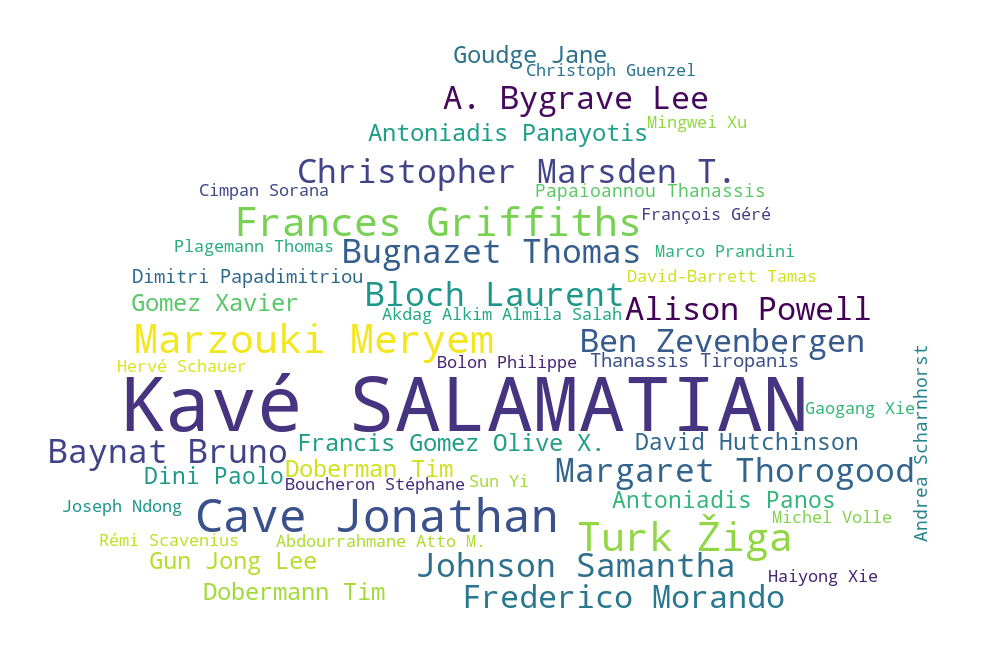 Goudge Jane
Christoph Guenzel
A. Bygrave Lee
Mingwei Xu
Antoniadis Panayotis
Christopher Marsden T.
Cimpan Sorana
Papaioannou Thanassis
Frances Griffiths
François Géré
Plagemann Thomas
Bugnazet Thomas
Marco Prandini
Dimitri Papadimitriou
David-Barrett Tamas
Gomez Xavier
Bloch Laurent
Akdag Alkim Almila Salah
Alison Powell
Marzouki Meryem
Ben Zevenbergen
Hervé Schauer
Bolon Philippe
Thanassis Tiropanis
Kavé SALAMATIAN
Gaogang Xie
Andrea Scharnhorst
Baynat Bruno
Francis Gomez Olive X.
David Hutchinson
Dini Paolo
Doberman Tim
Margaret Thorogood
Boucheron Stéphane
Sun Yi
Joseph Ndong
Cave Jonathan
Antoniadis Panos
Michel Volle
Turk Žiga
Rémi Scavenius
Abdourrahmane Atto M.
Gun Jong Lee
Johnson Samantha
Haiyong Xie
Dobermann Tim
Frederico Morando